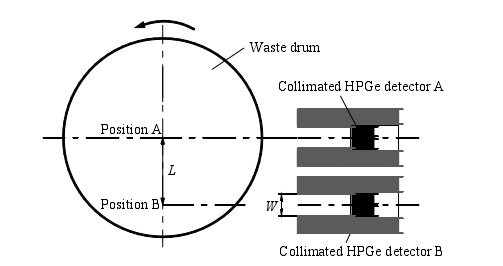 Waste drum
Collimated HPGe detector A
Position A
L
Position B
W
Collimated HPGe detector B